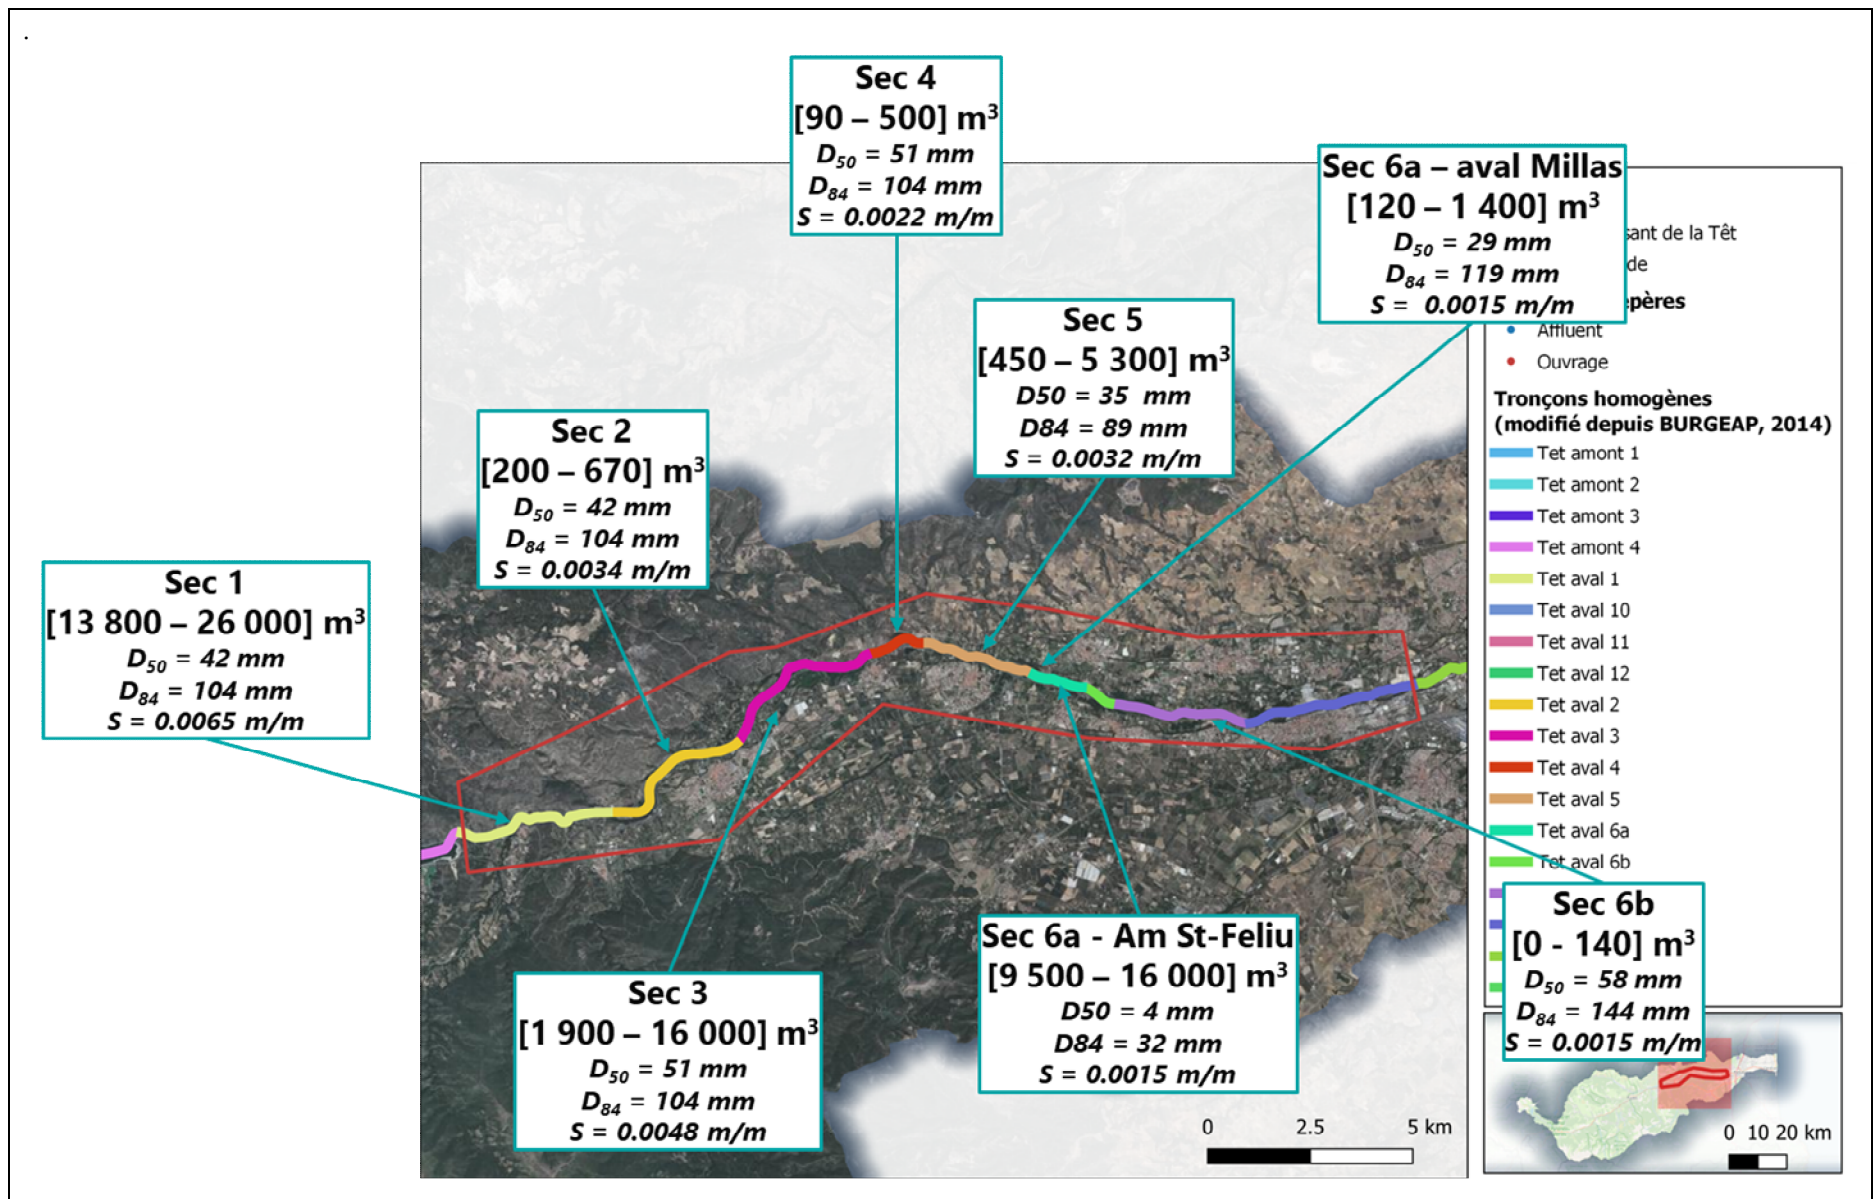 .
Sec 4
[90 – 500] m³
D₅₀ = 51 mm
D₈₄ = 104 mm
S = 0.0022 m/m
Sec 6a – aval Millas
[120 – 1 400] m³
D₅₀ = 29 mm
D₈₄ = 119 mm
S = 0.0015 m/m
Sec 5
[450 – 5 300] m³
D50 = 35 mm
D84 = 89 mm
S = 0.0032 m/m
Sec 2
[200 – 670] m³
D₅₀ = 42 mm
D₈₄ = 104 mm
S = 0.0034 m/m
Sec 1
[13 800 – 26 000] m³
D₅₀ = 42 mm
D₈₄ = 104 mm
S = 0.0065 m/m
Sec 3
[1 900 – 16 000] m³
D₅₀ = 51 mm
D₈₄ = 104 mm
S = 0.0048 m/m
Sec 6a - Am St-Feliu
[9 500 – 16 000] m³
D50 = 4 mm
D84 = 32 mm
S = 0.0015 m/m
Sec 6b
[0 - 140] m³
D₅₀ = 58 mm
D₈₄ = 144 mm
S = 0.0015 m/m
de la Têt
Affluent
Ouvrage
Tronçons homogènes
(modifié depuis BURGEAP, 2014)
Tet amont 1
Tet amont 2
Tet amont 3
Tet amont 4
Tet aval 1
Tet aval 10
Tet aval 11
Tet aval 12
Tet aval 2
Tet aval 3
Tet aval 4
Tet aval 5
Tet aval 6a
Tet aval 6b
0 2.5 5 km
0 10 20 km